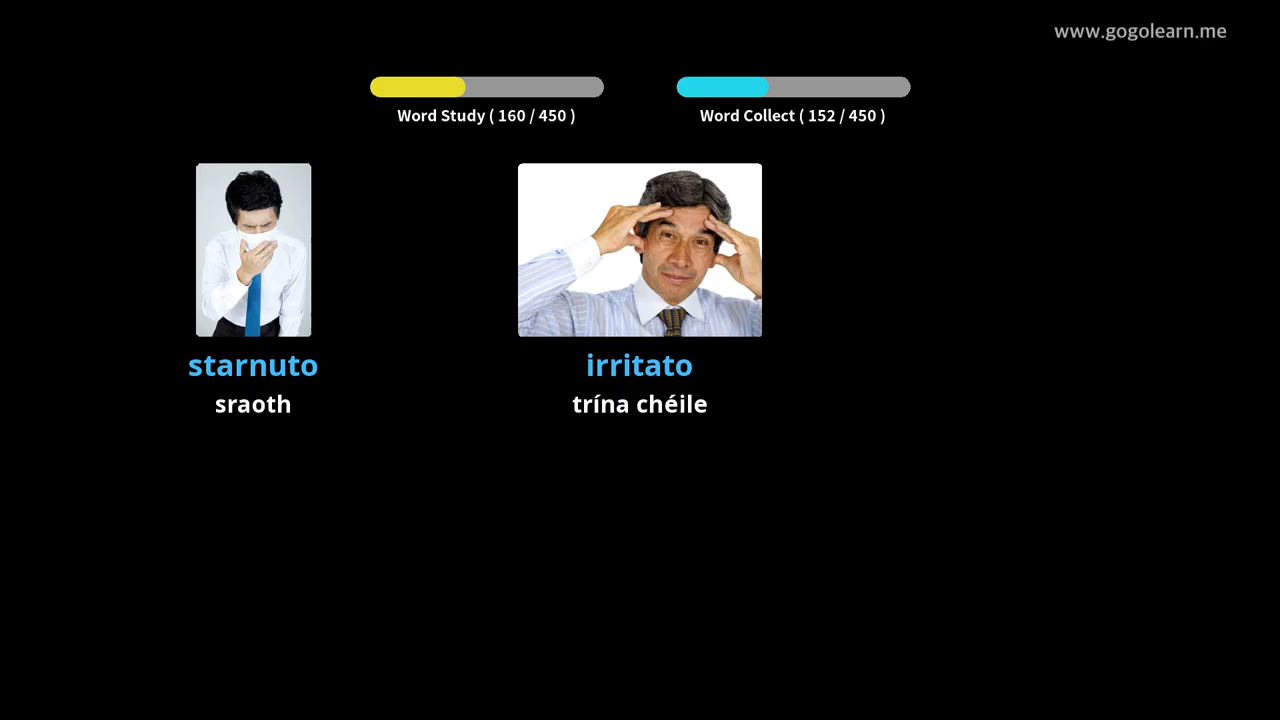 www.gogolearn.me
Word Study ( 160 / 450 )
Word Collect ( 152 / 450 )
starnuto
sraoth
irritato
trína chéile